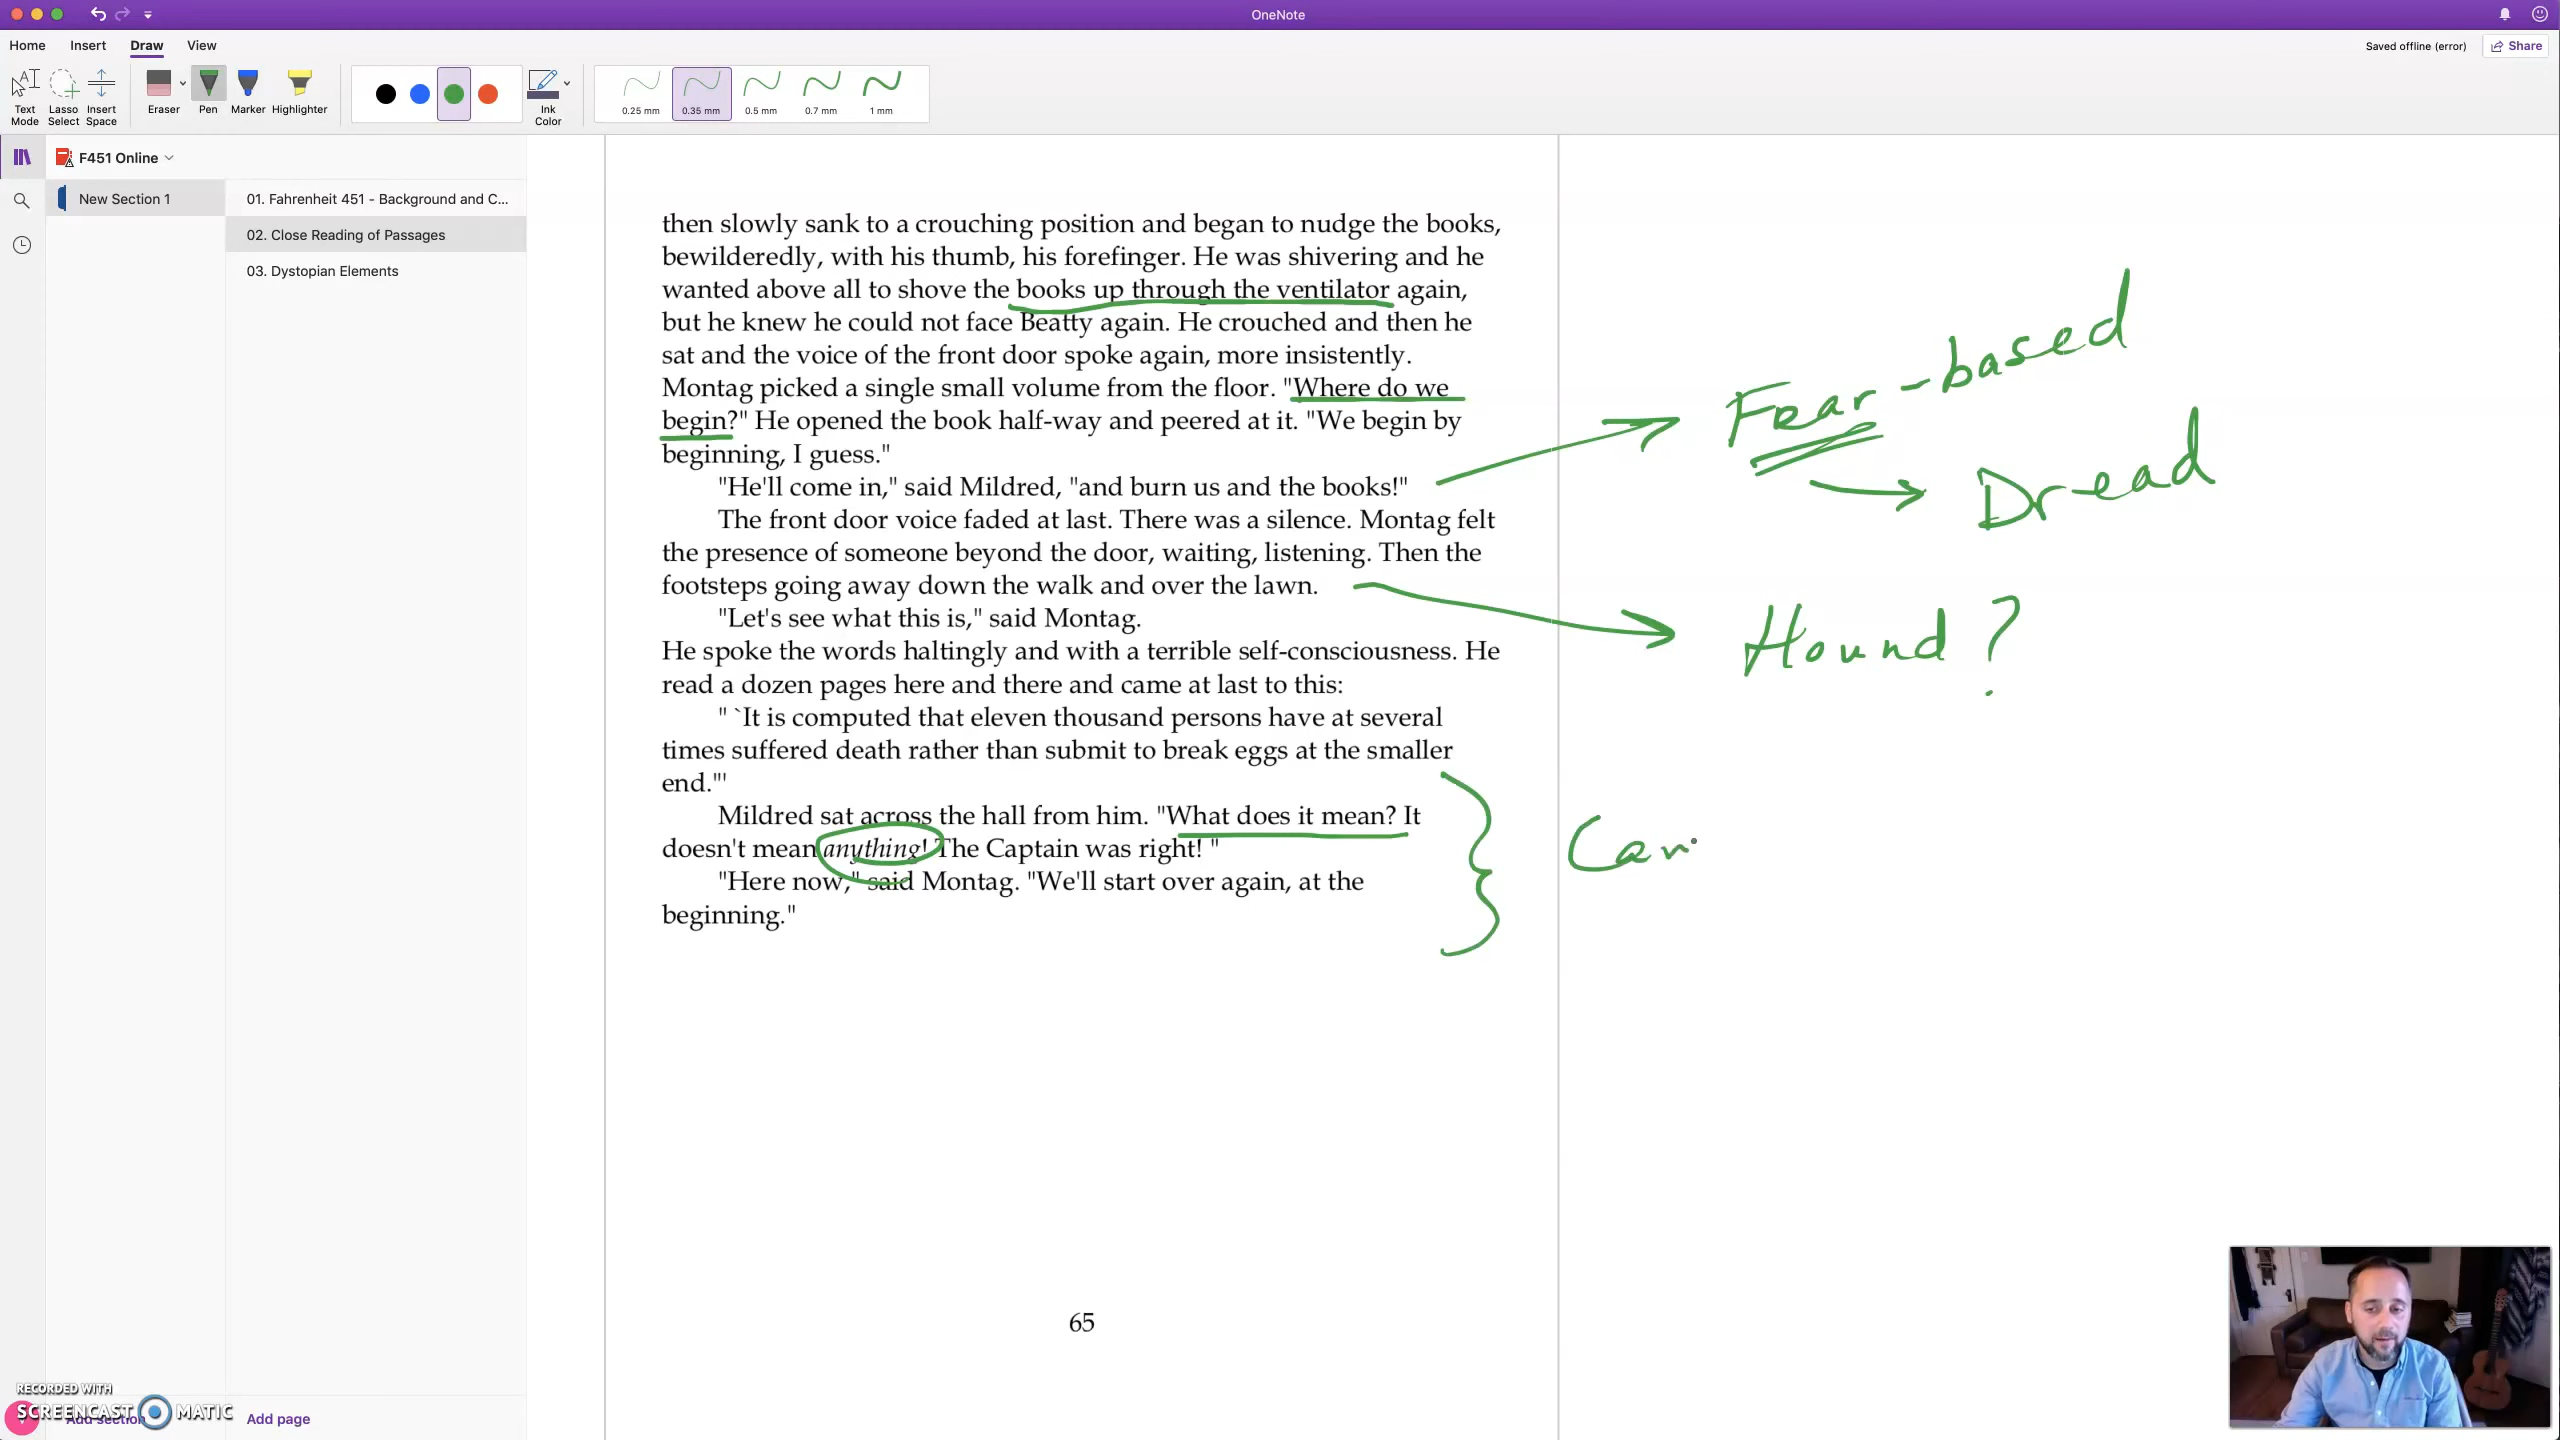 OneNote
Home Insert Draw View
Saved offline (error) Share
Text Mode
Lasso Select
Insert Space
Eraser
Pen
Marker
Highlighter
Ink Color
0.25 mm 0.35 mm 0.5 mm 0.7 mm 1 mm
F451 Online
New Section 1
01. Fahrenheit 451 - Background and C...
02. Close Reading of Passages
03. Dystopian Elements
then slowly sank to a crouching position and began to nudge the books,
bewilderedly, with his thumb, his forefinger. He was shivering and he
wanted above all to shove the books up through the ventilator again,
but he knew he could not face Beatty again. He crouched and then he
sat and the voice of the front door spoke again, more insistently.
Montag picked a single small volume from the floor. "Where do we
begin?" He opened the book half-way and peered at it. "We begin by
beginning, I guess."
"He'll come in," said Mildred, "and burn us and the books!"
The front door voice faded at last. There was a silence. Montag felt
the presence of someone beyond the door, waiting, listening. Then the
footsteps going away down the walk and over the lawn.
"Let's see what this is," said Montag.
He spoke the words haltingly and with a terrible self-consciousness. He
read a dozen pages here and there and came at last to this:
" `It is computed that eleven thousand persons have at several
times suffered death rather than submit to break eggs at the smaller
end."'
Mildred sat across the hall from him. "What does it mean? It
doesn't mean anything! The Captain was right! "
"Here now," said Montag. "We'll start over again, at the
beginning."
65
Fear-based
Dread
Hound?
Can
RECORDED WITH
SCREENCAST MATIC
Add section
Add page